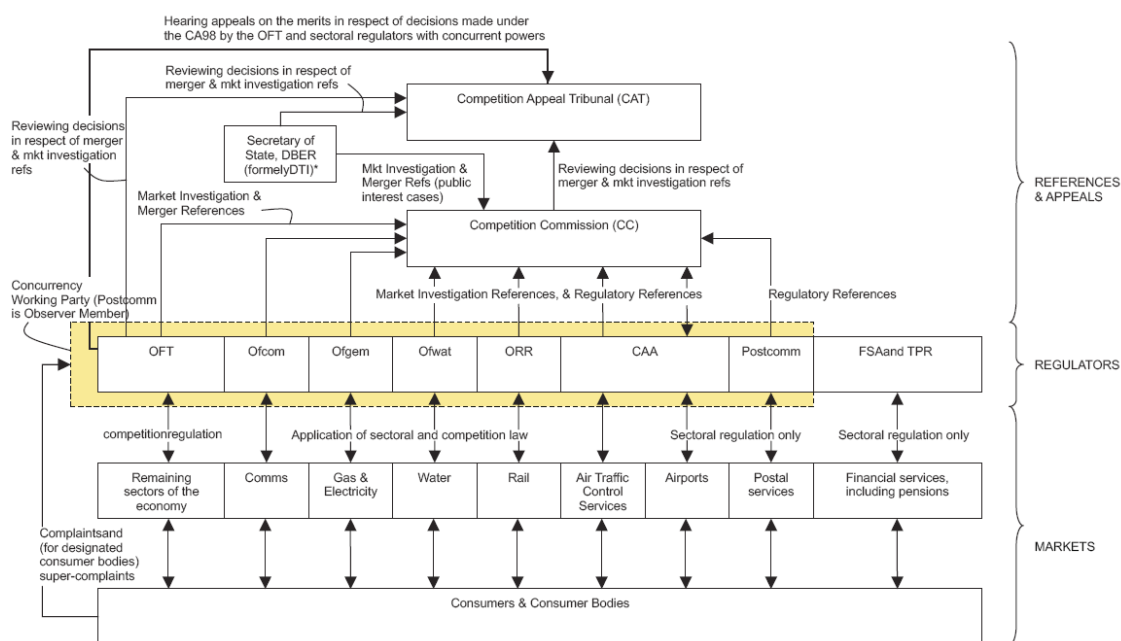 Hearing appeals on the merits in respect of decisions made under
the CA98 by the OFT and sectoral regulators with concurrent powers
Reviewing decisions in respect of
merger & mkt investigation refs
Competition Appeal Tribunal (CAT)
Reviewing decisions
in respect of merger
& mkt investigation
refs
Secretary of
State, DBER
(formelyDTI)*
Mkt Investigation &
Merger Refs (public
interest cases)
Reviewing decisions in respect of
merger & mkt investigation refs
REFERENCES
& APPEALS
Market Investigation &
Merger References
Competition Commission (CC)
Concurrency
Working Party (Postcomm
is Observer Member)
Market Investigation References, & Regulatory References
Regulatory References
OFT
Ofcom
Ofgem
Ofwat
ORR
CAA
Postcomm
FSAand TPR
REGULATORS
competitionregulation
Application of sectoral and competition law
Sectoral regulation only
Sectoral regulation only
Remaining
sectors of the
economy
Comms
Gas &
Electricity
Water
Rail
Air Traffic
Control
Services
Airports
Postal
services
Financial services,
including pensions
Complaintsand
(for designated
consumer bodies)
super-complaints
MARKETS
Consumers & Consumer Bodies